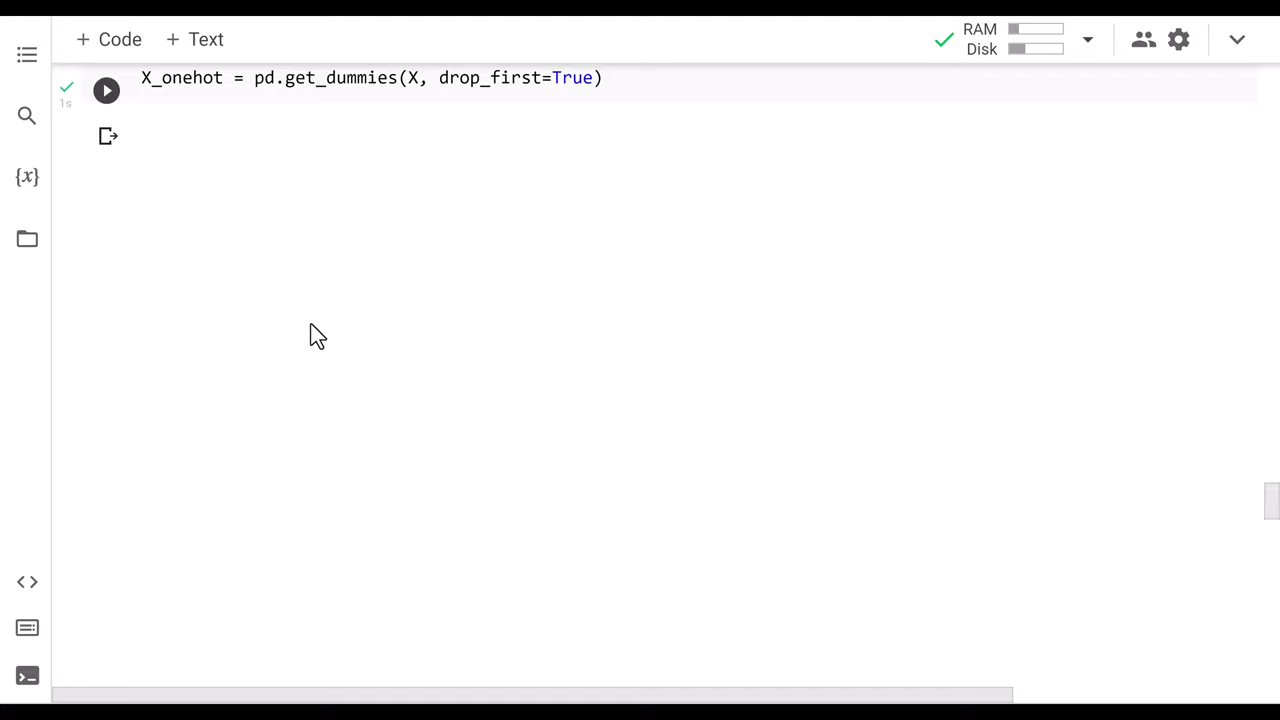 + Code + Text
RAM
Disk
X_onehot = pd.get_dummies(X, drop_first=True)
1s
{x}